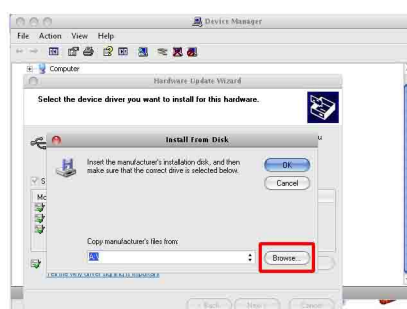 Device Manager
File Action View Help
Computer
Hardware Update Wizard
Select the device driver you want to install for this hardware.
Install From Disk
Insert the manufacturer's installation disk, and then
make sure that the correct drive is selected below.
OK
Cancel
S
Mo
Copy manufacturer's files from:
A:\
Browse...
< Back
Next >
Cancel